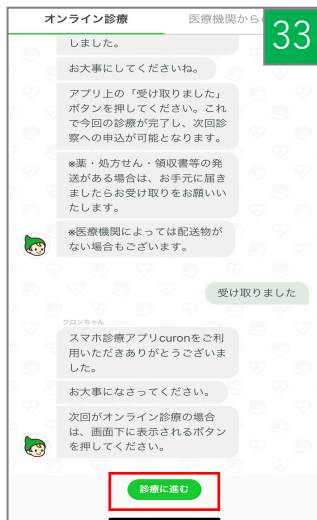 オンライン診療
医療機関から
33
しました。
お大事にしてくださいね。
アプリ上の「受け取りました」
ボタンを押してください。これ
で今回の診療が完了し、次回診
察への申込が可能となります。
※薬・処方せん・領収書等の発
送がある場合は、お手元に届き
ましたらお受け取りをお願いい
たします。
※医療機関によっては配送物が
ない場合もございます。
受け取りました
クロンちゃん
スマホ診療アプリcuronをご利
用いただきありがとうございま
した。
お大事になさってください。
次回がオンライン診療の場合
は、画面下に表示されるボタン
を押してください。
診療に進む